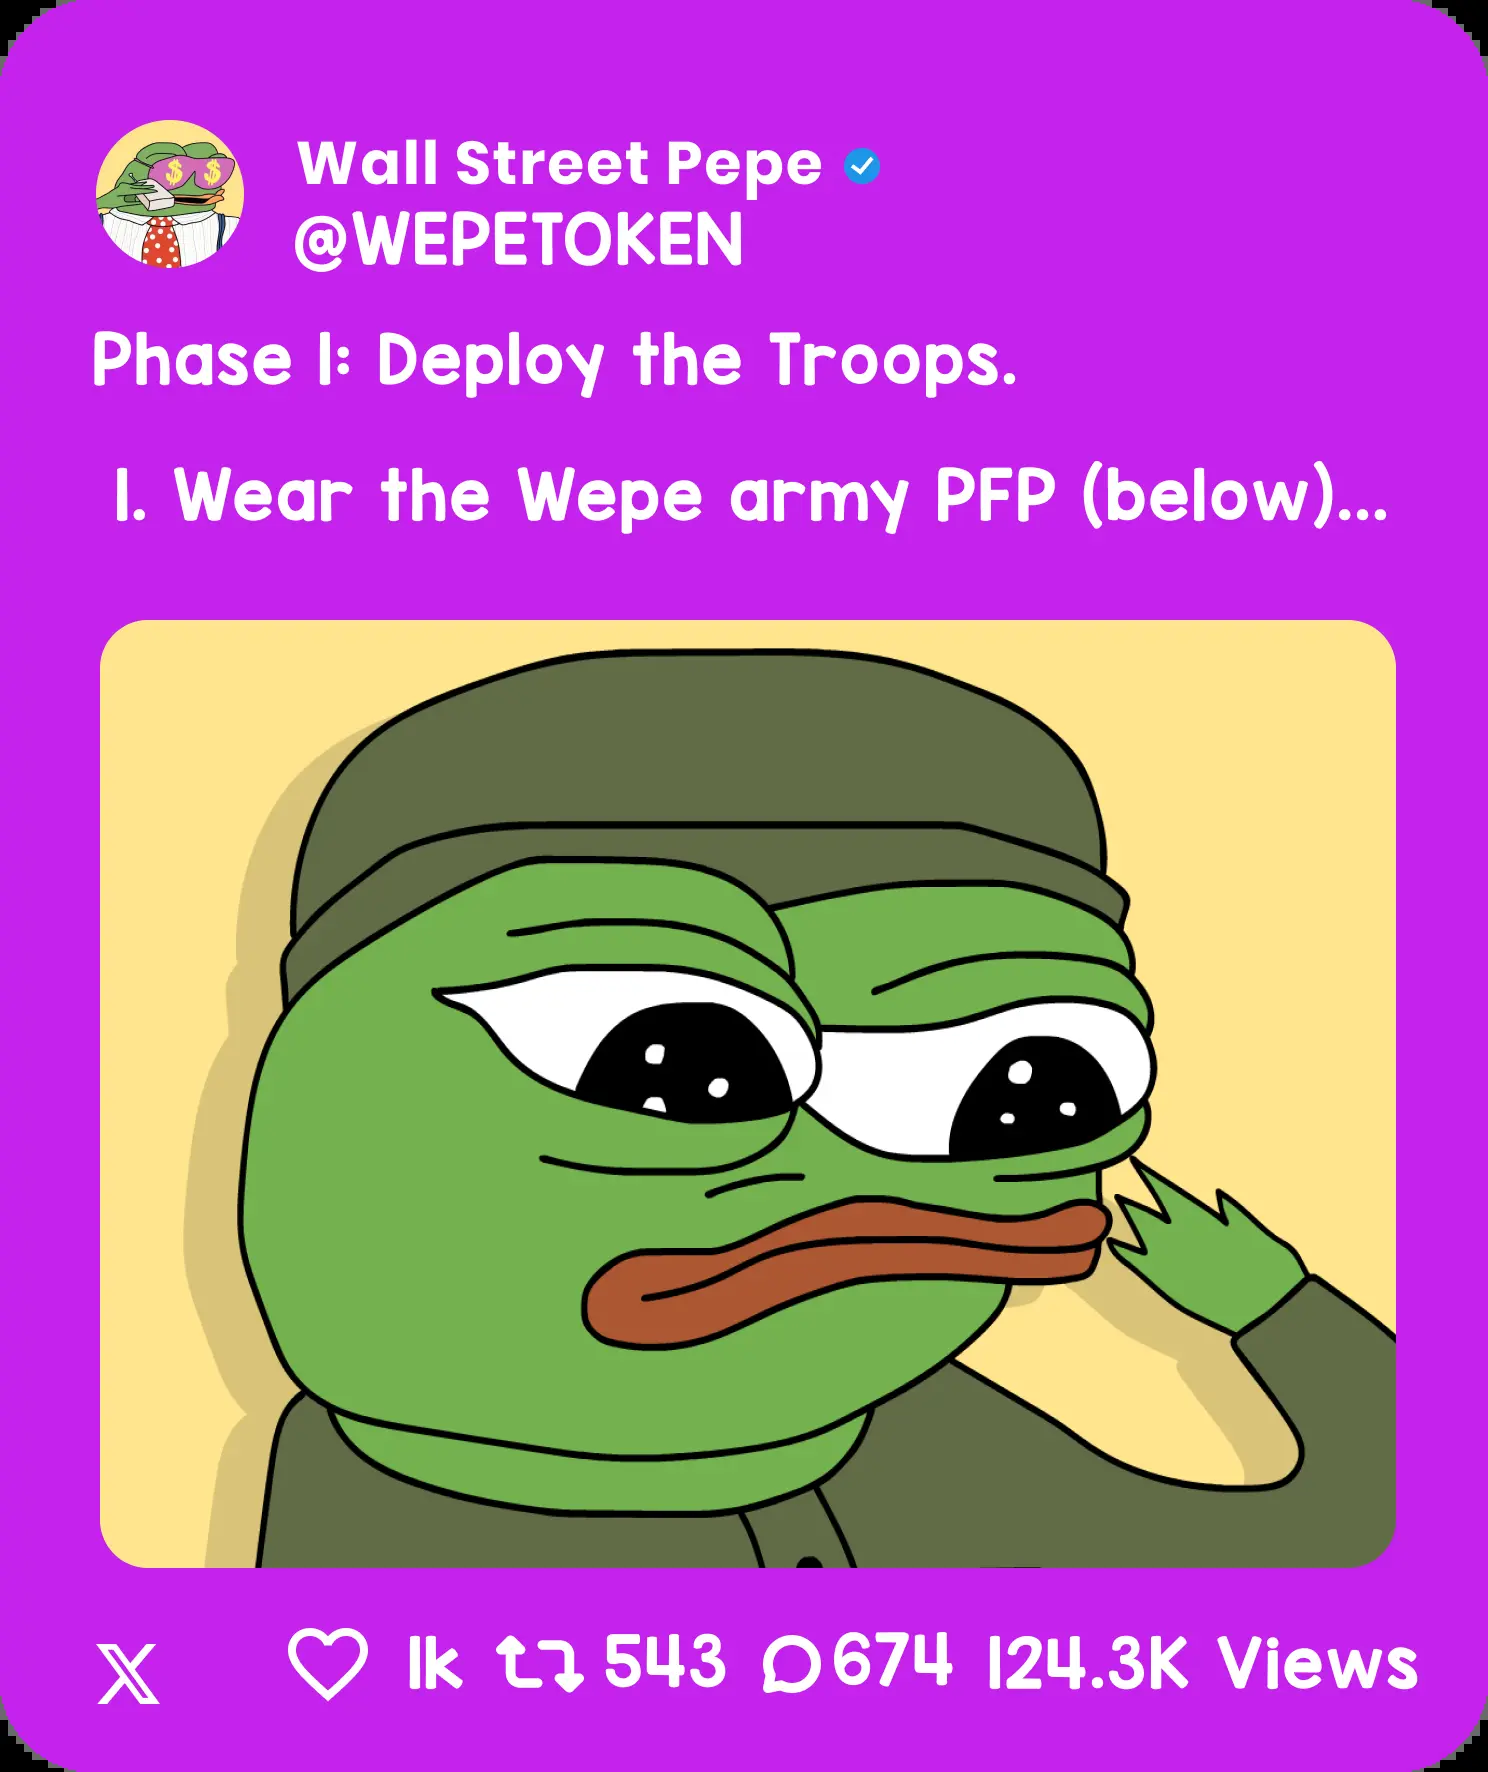 Wall Street Pepe
@WEPETOKEN
Phase 1: Deploy the Troops.
1. Wear the Wepe army PFP (below)...
1k 543 674 124.3K Views